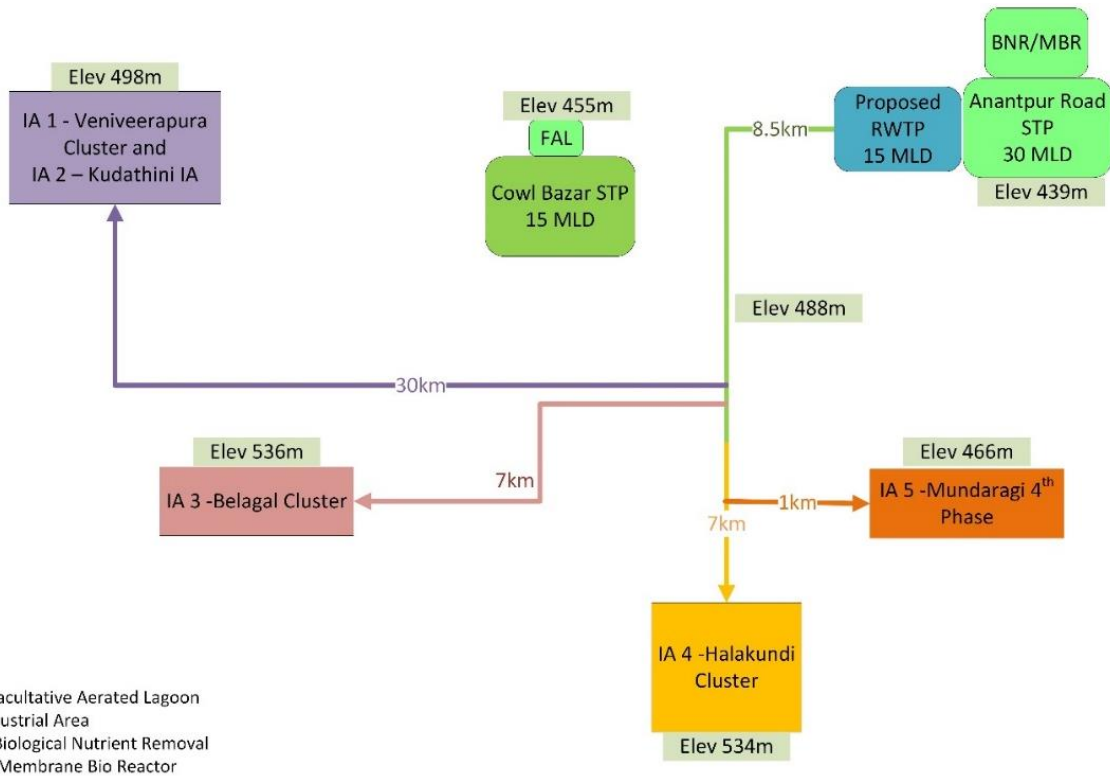 BNR/MBR
Elev 498m
IA 1 - Veniveerapura
Cluster and
IA 2 – Kudathini IA
Elev 455m
FAL
Cowl Bazar STP
15 MLD
8.5km
Proposed
RWTP
15 MLD
Anantpur Road
STP
30 MLD
Elev 439m
Elev 488m
30km
Elev 536m
IA 3 -Belagal Cluster
7km
Elev 466m
IA 5 -Mundaragi 4th
Phase
1km
7km
IA 4 -Halakundi
Cluster
Elev 534m
acultative Aerated Lagoon
ustrial Area
Biological Nutrient Removal
Membrane Bio Reactor